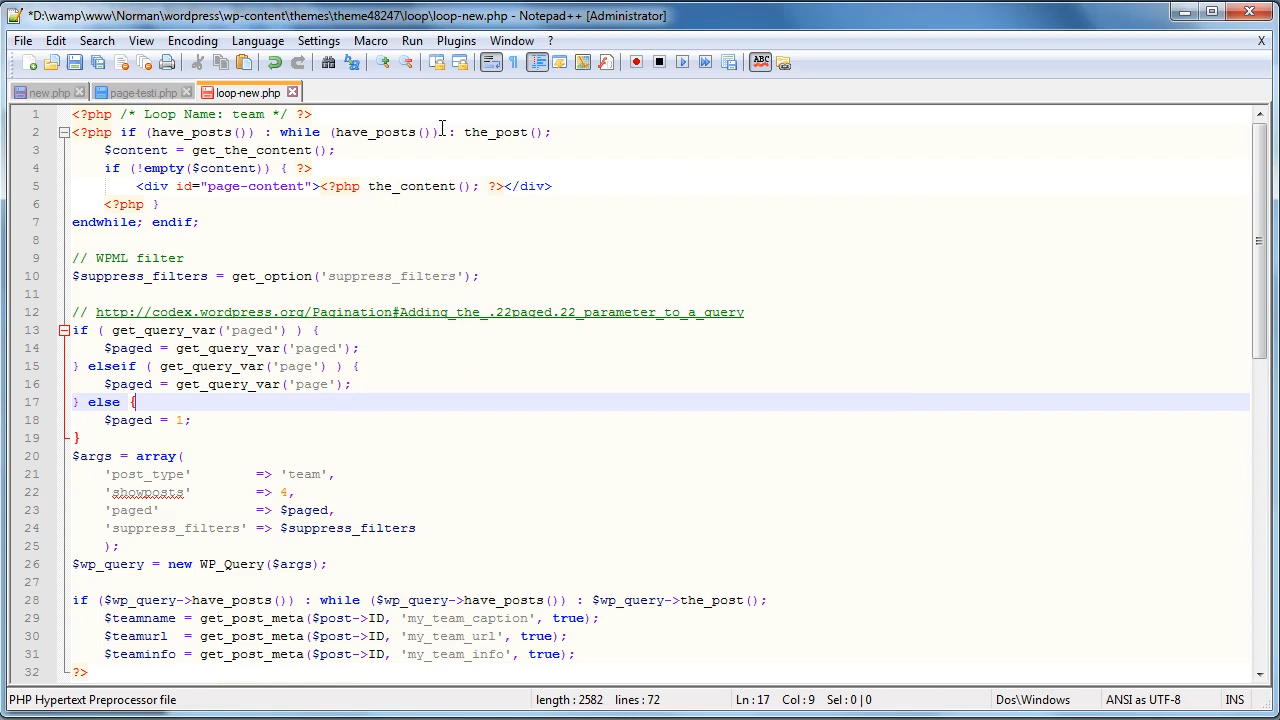 *D:\wamp\www\Norman\wordpress\wp-content\themes\theme48247\loop\loop-new.php - Notepad++ [Administrator]
File Edit Search View Encoding Language Settings Macro Run Plugins Window ? X
new.php page-testi.php loop-new.php
1 <?php /* Loop Name: team */ ?>
2 <?php if (have_posts()) : while (have_posts()) : the_post();
3 $content = get_the_content();
4 if (!empty($content)) { ?>
5 <div id="page-content"><?php the_content(); ?></div>
6 <?php }
7 endwhile; endif;
8
9 // WPML filter
10 $suppress_filters = get_option('suppress_filters');
11
12 // http://codex.wordpress.org/Pagination#Adding_the_.22paged.22_parameter_to_a_query
13 if ( get_query_var('paged') ) {
14 $paged = get_query_var('paged');
15 } elseif ( get_query_var('page') ) {
16 $paged = get_query_var('page');
17 } else {
18 $paged = 1;
19 }
20 $args = array(
21 'post_type' => 'team',
22 'showposts' => 4,
23 'paged' => $paged,
24 'suppress_filters' => $suppress_filters
25 );
26 $wp_query = new WP_Query($args);
27
28 if ($wp_query->have_posts()) : while ($wp_query->have_posts()) : $wp_query->the_post();
29 $teamname = get_post_meta($post->ID, 'my_team_caption', true);
30 $teamurl = get_post_meta($post->ID, 'my_team_url', true);
31 $teaminfo = get_post_meta($post->ID, 'my_team_info', true);
32 ?>
PHP Hypertext Preprocessor file length : 2582 lines : 72 Ln : 17 Col : 9 Sel : 0 | 0 Dos\Windows ANSI as UTF-8 INS